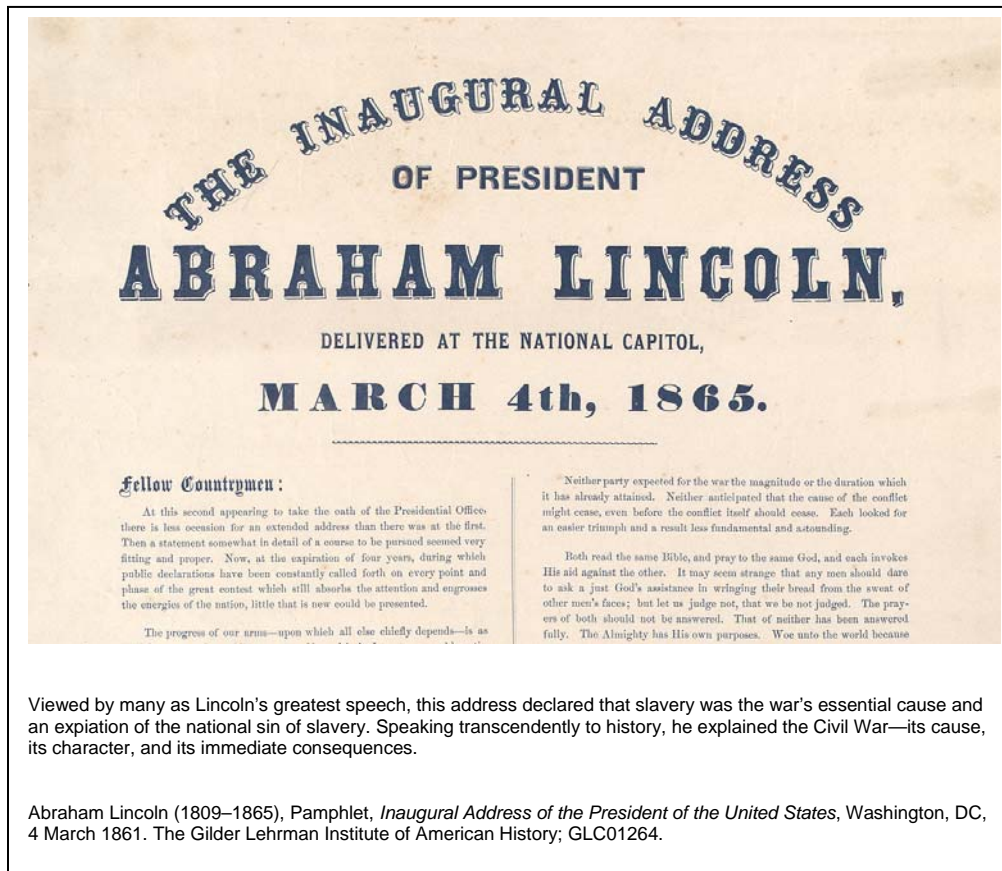 THE INAUGURAL ADDRESS
OF PRESIDENT
ABRAHAM LINCOLN,
DELIVERED AT THE NATIONAL CAPITOL,
MARCH 4th, 1865.
Fellow Countrymen:
At this second appearing to take the oath of the Presidential Office,
there is less occasion for an extended address than there was at the first.
Then a statement somewhat in detail of a course to be pursued seemed very
fitting and proper. Now, at the expiration of four years, during which
public declarations have been constantly called forth on every point and
phase of the great contest which still absorbs the attention and engrosses
the energies of the nation, little that is new could be presented.
The progress of our arms—upon which all else chiefly depends—is as
Neither party expected for the war the magnitude or the duration which
it has already attained. Neither anticipated that the cause of the conflict
might cease, even before the conflict itself should cease. Each looked for
an easier triumph and a result less fundamental and astounding.
Both read the same Bible, and pray to the same God, and each invokes
His aid against the other. It may seem strange that any men should dare
to ask a just God's assistance in wringing their bread from the sweat of
other men's faces; but let us judge not, that we be not judged. The pray-
ers of both should not be answered. That of neither has been answered
fully. The Almighty has His own purposes. Woe unto the world because
Viewed by many as Lincoln’s greatest speech, this address declared that slavery was the war’s essential cause and
an expiation of the national sin of slavery. Speaking transcendently to history, he explained the Civil War—its cause,
its character, and its immediate consequences.
Abraham Lincoln (1809–1865), Pamphlet, Inaugural Address of the President of the United States, Washington, DC,
4 March 1861. The Gilder Lehrman Institute of American History; GLC01264.